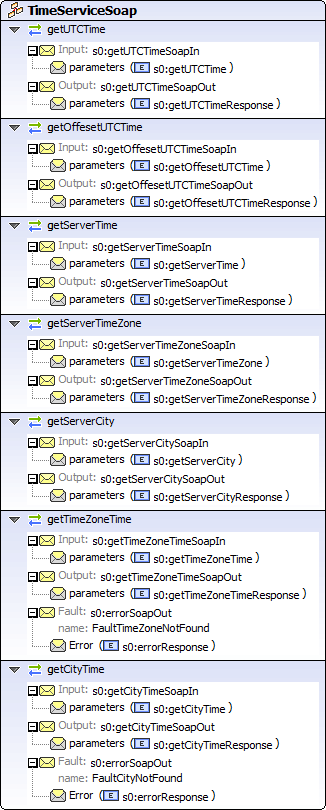 TimeServiceSoap
getUTCTime
Input: s0:getUTCTimeSoapIn
parameters ( E s0:getUTCTime )
Output: s0:getUTCTimeSoapOut
parameters ( E s0:getUTCTimeResponse )
getOffesetUTCTime
Input: s0:getOffesetUTCTimeSoapIn
parameters ( E s0:getOffesetUTCTime )
Output: s0:getOffesetUTCTimeSoapOut
parameters ( E s0:getOffesetUTCTimeResponse )
getServerTime
Input: s0:getServerTimeSoapIn
parameters ( E s0:getServerTime )
Output: s0:getServerTimeSoapOut
parameters ( E s0:getServerTimeResponse )
getServerTimeZone
Input: s0:getServerTimeZoneSoapIn
parameters ( E s0:getServerTimeZone )
Output: s0:getServerTimeZoneSoapOut
parameters ( E s0:getServerTimeZoneResponse )
getServerCity
Input: s0:getServerCitySoapIn
parameters ( E s0:getServerCity )
Output: s0:getServerCitySoapOut
parameters ( E s0:getServerCityResponse )
getTimeZoneTime
Input: s0:getTimeZoneTimeSoapIn
parameters ( E s0:getTimeZoneTime )
Output: s0:getTimeZoneTimeSoapOut
parameters ( E s0:getTimeZoneTimeResponse )
Fault: s0:errorSoapOut
name: FaultTimeZoneNotFound
Error ( E s0:errorResponse )
getCityTime
Input: s0:getCityTimeSoapIn
parameters ( E s0:getCityTime )
Output: s0:getCityTimeSoapOut
parameters ( E s0:getCityTimeResponse )
Fault: s0:errorSoapOut
name: FaultCityNotFound
Error ( E s0:errorResponse )